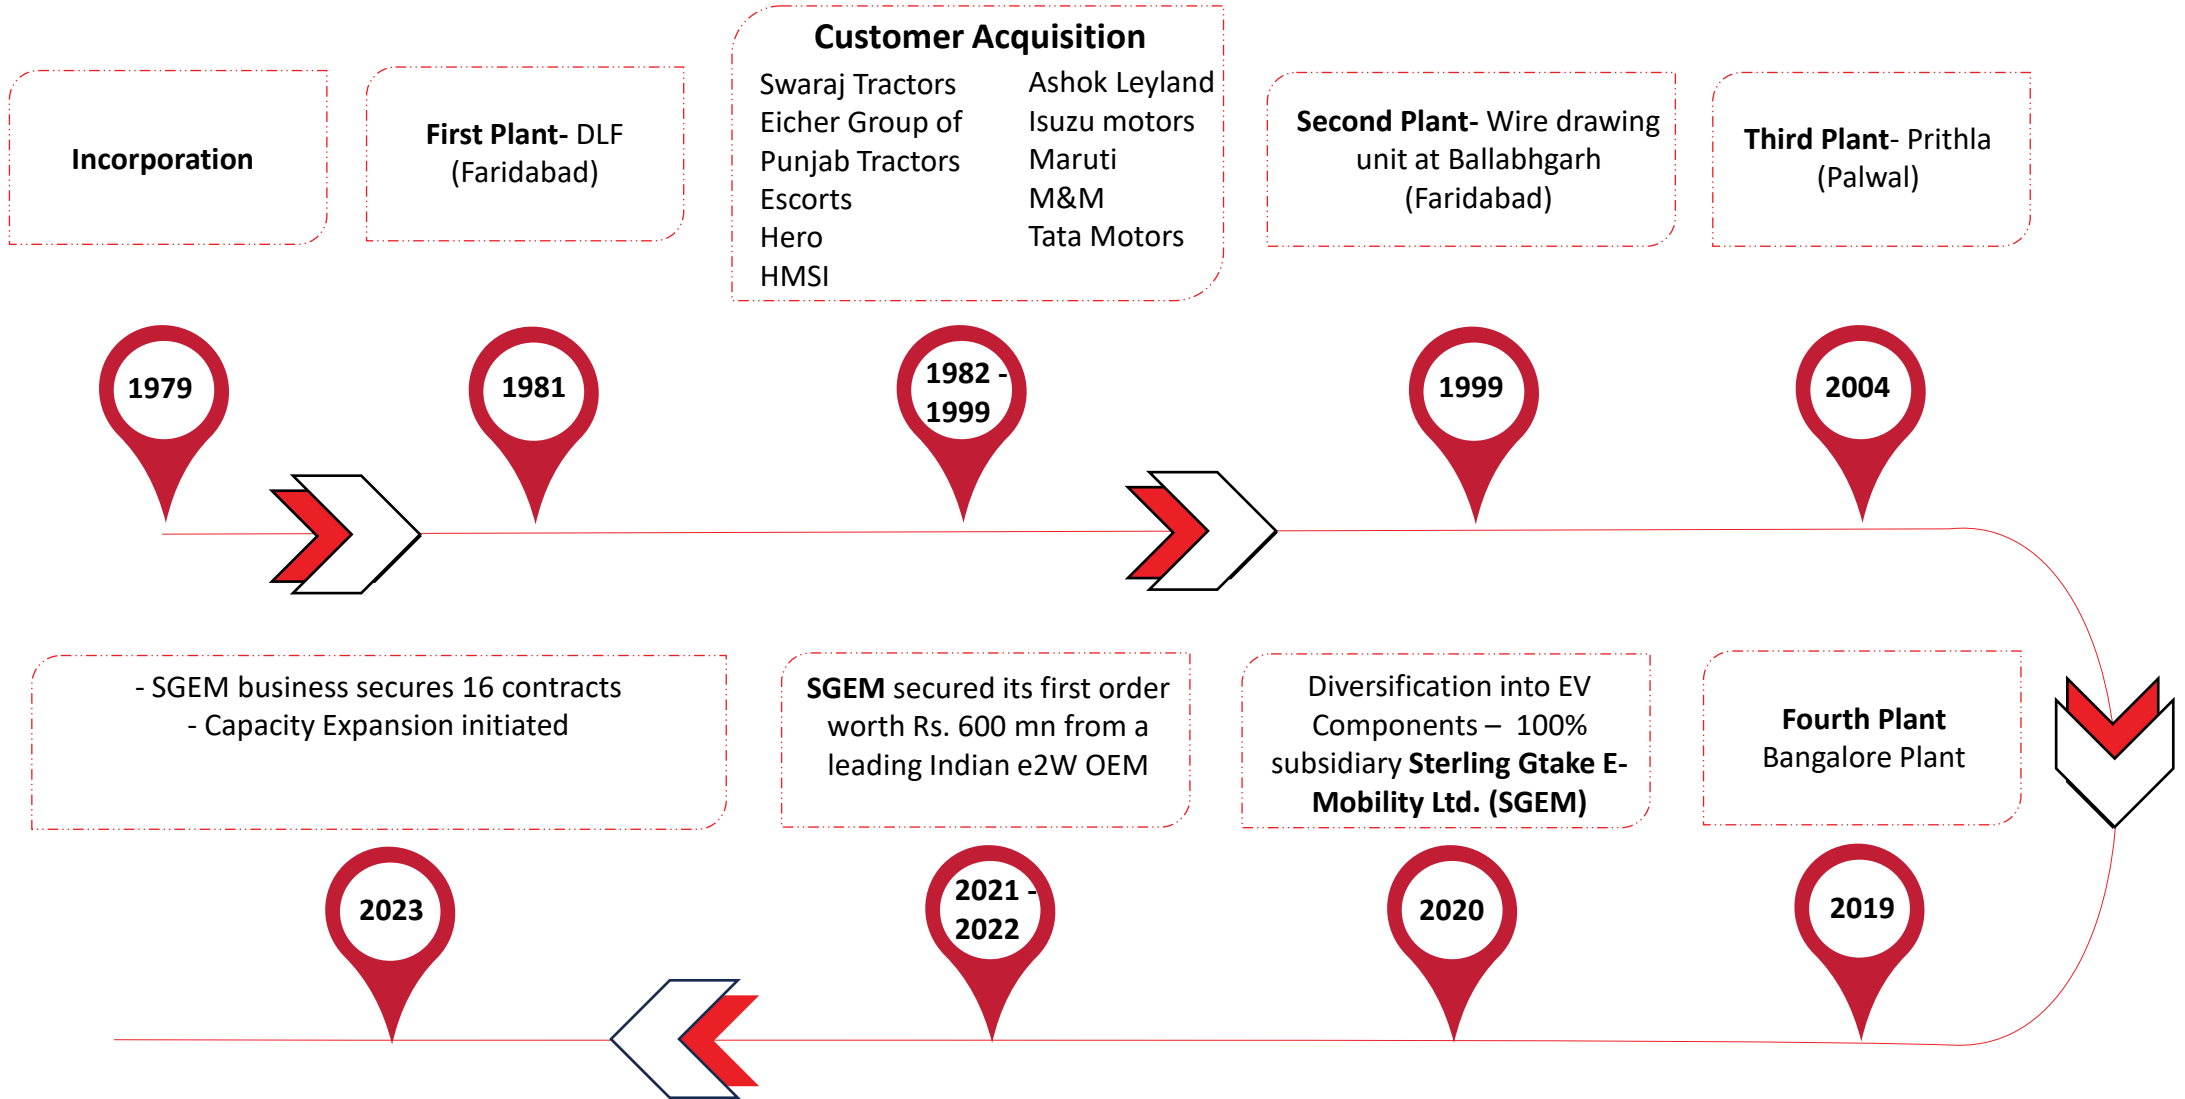 Incorporation
1979
First Plant- DLF
(Faridabad)
1981
Customer Acquisition
Swaraj Tractors
Eicher Group of
Punjab Tractors
Escorts
Hero
HMSI
Ashok Leyland
Isuzu motors
Maruti
M&M
Tata Motors
1982 -
1999
Second Plant- Wire drawing
unit at Ballabhgarh
(Faridabad)
1999
Third Plant- Prithla
(Palwal)
2004
Fourth Plant
Bangalore Plant
2019
Diversification into EV
Components – 100%
subsidiary Sterling Gtake E-
Mobility Ltd. (SGEM)
2020
SGEM secured its first order
worth Rs. 600 mn from a
leading Indian e2W OEM
2021 -
2022
- SGEM business secures 16 contracts
- Capacity Expansion initiated
2023